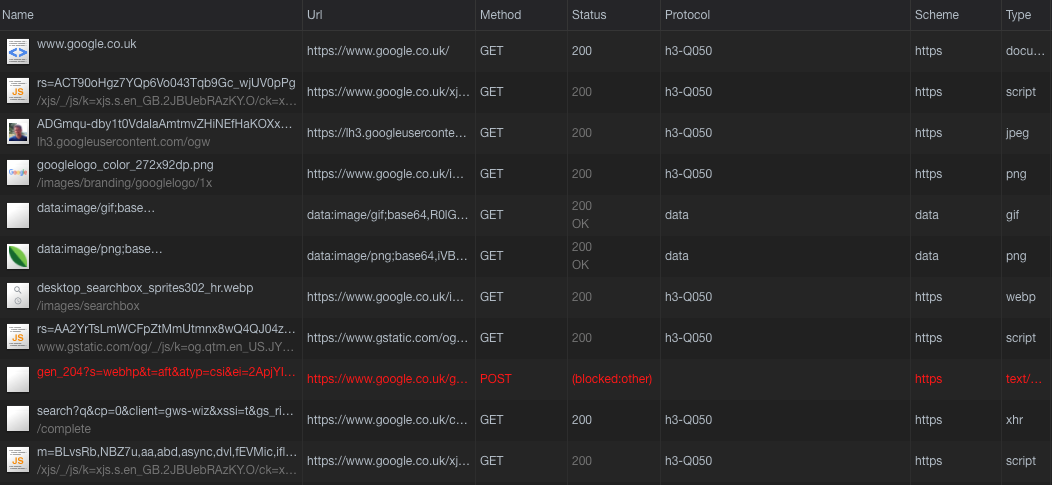 Name Url Method Status Protocol Scheme Type
www.google.co.uk https://www.google.co.uk/ GET 200 h3-Q050 https docu…
rs=ACT90oHgz7YQp6Vo043Tqb9Gc_wjUV0pPg
/xjs/_/js/k=xjs.s.en_GB.2JBUebRAzKY.O/ck=x… https://www.google.co.uk/xj… GET 200 h3-Q050 https script
ADGmqu-dby1t0VdalaAmtmvZHiNEfHaKOXx…
lh3.googleusercontent.com/ogw https://lh3.googleuserconte… GET 200 h3-Q050 https jpeg
googlelogo_color_272x92dp.png
/images/branding/googlelogo/1x https://www.google.co.uk/i… GET 200 h3-Q050 https png
data:image/gif;base… data:image/gif;base64,R0lG… GET 200 OK data data gif
data:image/png;base… data:image/png;base64,iVB… GET 200 OK data data png
desktop_searchbox_sprites302_hr.webp
/images/searchbox https://www.google.co.uk/i… GET 200 h3-Q050 https webp
rs=AA2YrTsLmWCFpZtMmUtmnx8wQ4QJ04z…
www.gstatic.com/og/_/js/k=og.qtm.en_US.JY… https://www.gstatic.com/og… GET 200 h3-Q050 https script
gen_204?s=webhp&t=aft&atyp=csi&ei=2ApjYI… https://www.google.co.uk/g… POST (blocked:other) https text/…
search?q&cp=0&client=gws-wiz&xssi=t&gs_ri…
/complete https://www.google.co.uk/c… GET 200 h3-Q050 https xhr
m=BLvsRb,NBZ7u,aa,abd,async,dvl,fEVMic,ifl…
/xjs/_/js/k=xjs.s.en_GB.2JBUebRAzKY.O/ck=x… https://www.google.co.uk/xj… GET 200 h3-Q050 https script